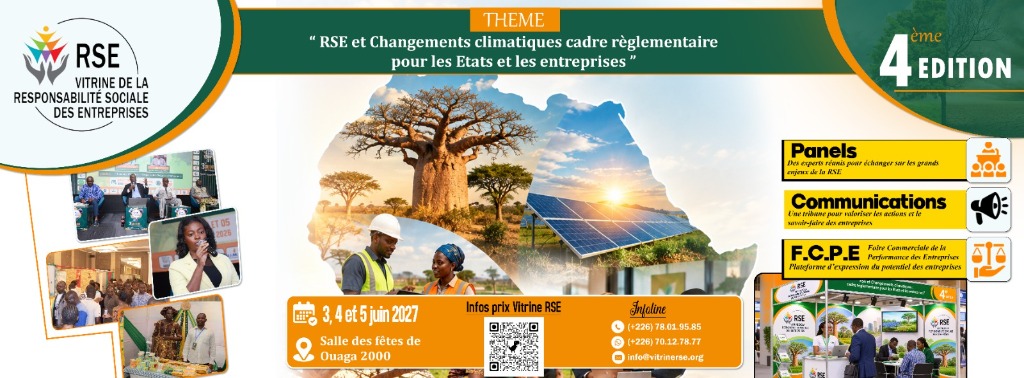 RSE
VITRINE DE LA
RESPONSABILITÉ SOCIALE
DES ENTREPRISES
THEME
“ RSE et Changements climatiques cadre règlementaire
pour les Etats et les entreprises ”
4ème EDITION
Panels
Des experts réunis pour échanger sur les grands
enjeux de la RSE
Communications
Une tribune pour valoriser les actions et le
savoir-faire des entreprises
F.C.P.E Foire Commerciale de la
Performance des Entreprises
Plateforme d'expression du potentiel des entreprises
3, 4 et 5 juin 2027
Salle des fêtes de
Ouaga 2000
Infos prix Vitrine RSE
Infoline
(+226) 78.01.95.85
(+226) 70.12.78.77
info@vitrinerse.org
RSE
RSE
RSE